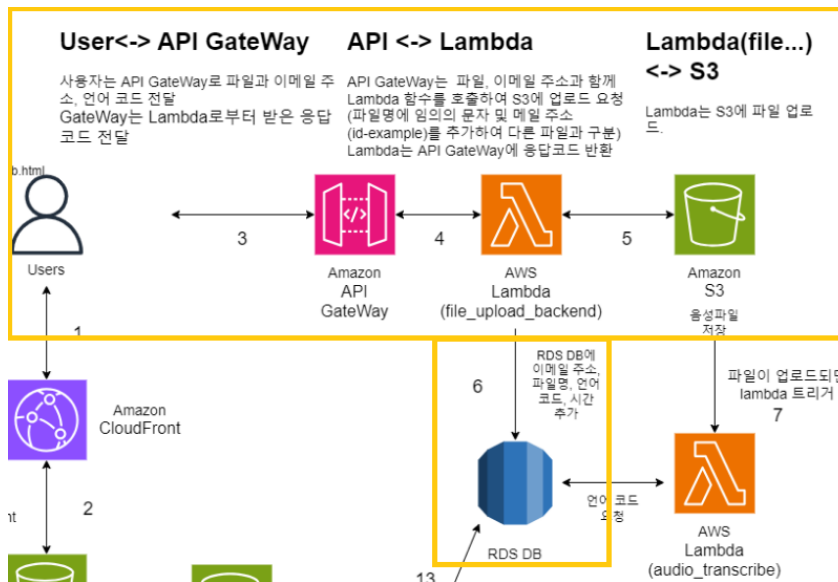 User<-> API GateWay
사용자는 API GateWay로 파일과 이메일 주
소, 언어 코드 전달
GateWay는 Lambda로부터 받은 응답
코드 전달
API <-> Lambda
API GateWay는 파일, 이메일 주소과 함께
Lambda 함수를 호출하여 S3에 업로드 요청
(파일명에 임의의 문자 및 메일 주소
(id-example)를 추가하여 다른 파일과 구분)
Lambda는 API GateWay에 응답코드 반환
Lambda(file...)
<-> S3
Lambda는 S3에 파일 업로
드.
b.html
Users
3
Amazon
API
GateWay
4
AWS
Lambda
(file_upload_backend)
5
Amazon
S3
음성파일
저장
1
6
RDS DB에
이메일 주소,
파일명, 언어
코드, 시간
추가
파일이 업로드되면
lambda 트리거
7
Amazon
CloudFront
2
언어 코드
요청
RDS DB
AWS
Lambda
(audio_transcribe)
13